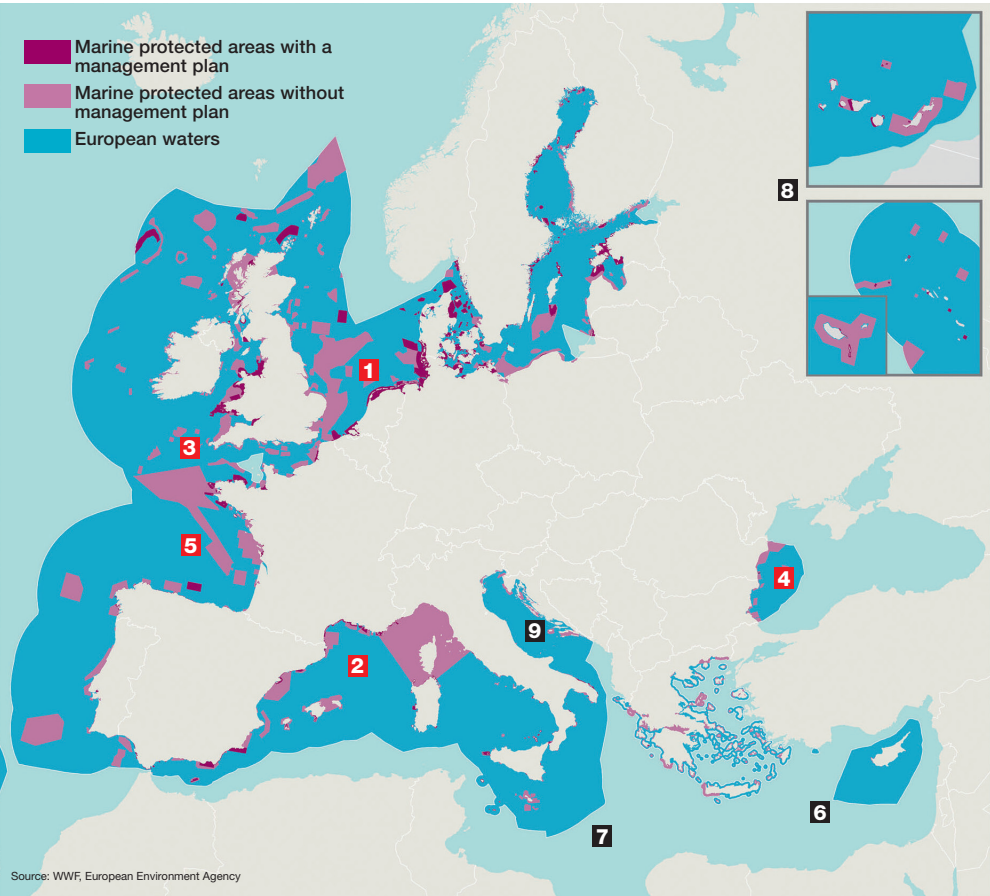 Marine protected areas with a
management plan
Marine protected areas without
management plan
European waters
8
1
3
5
4
9
2
6
7
Source: WWF, European Environment Agency